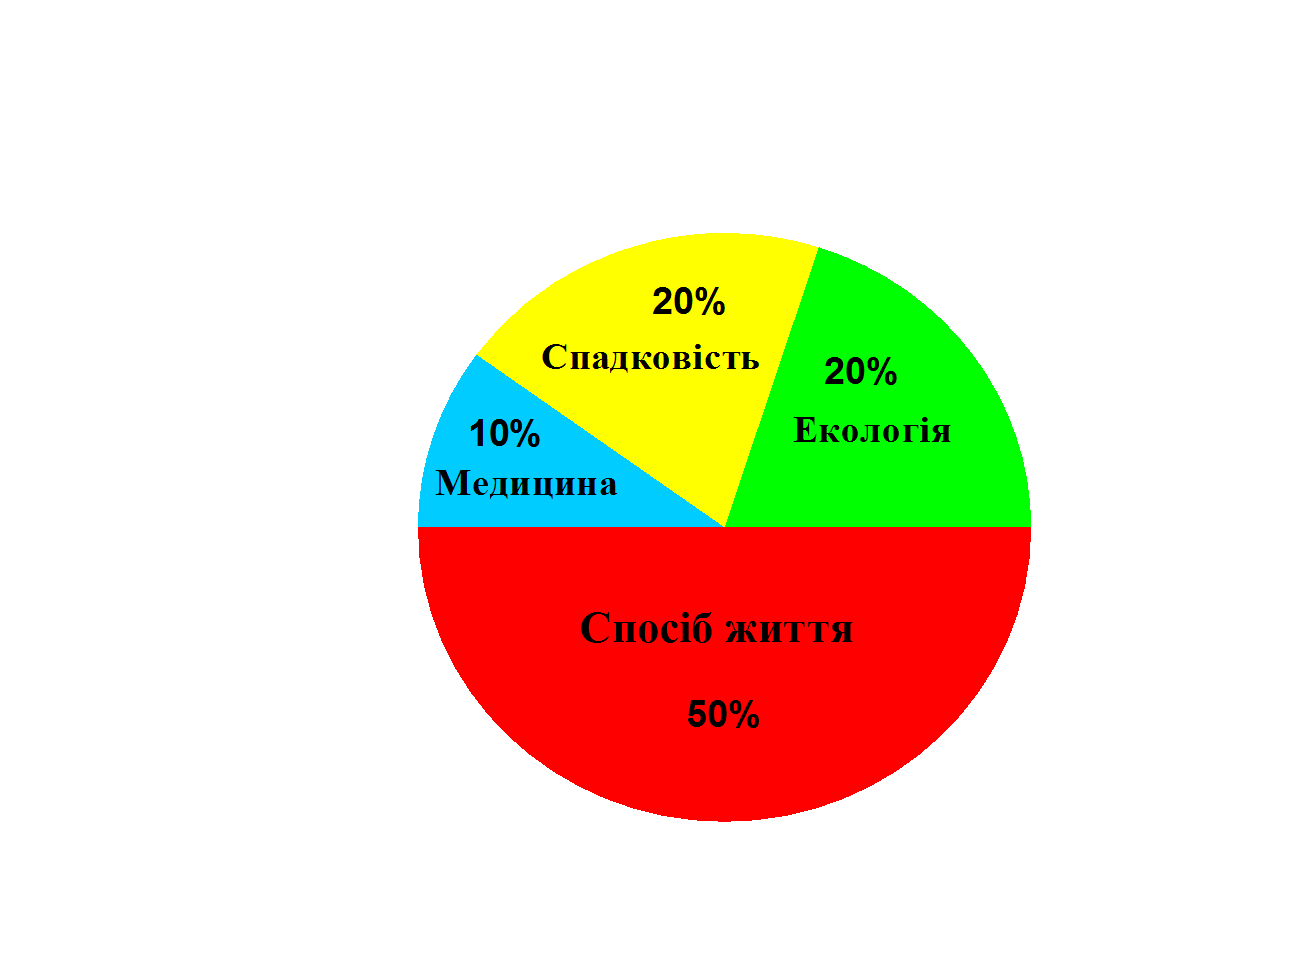 20%
Спадковість
20%
Екологія
10%
Медицина
Спосіб життя
50%